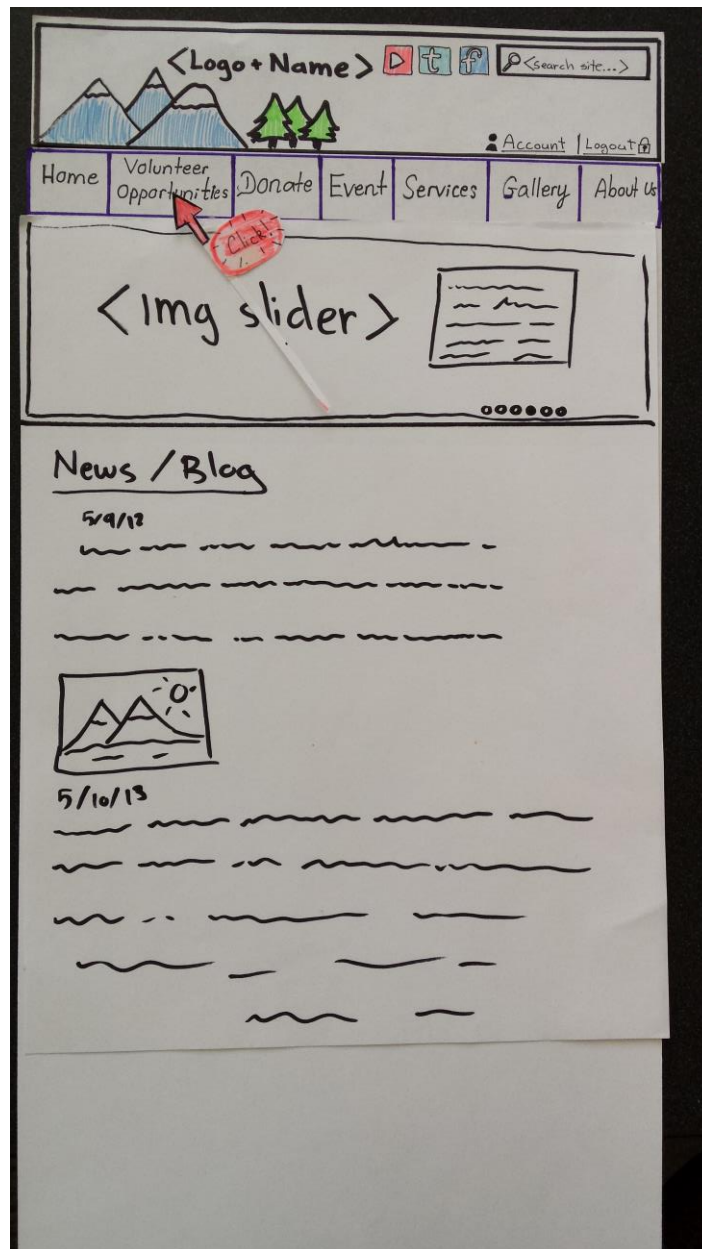 <Logo + Name>
t
f
<search site...>
Account | Logout
Home
Volunteer
Opportunities
Donate
Event
Services
Gallery
About Us
Click!
<Img slider>
News / Blog
5/9/12
5/10/13